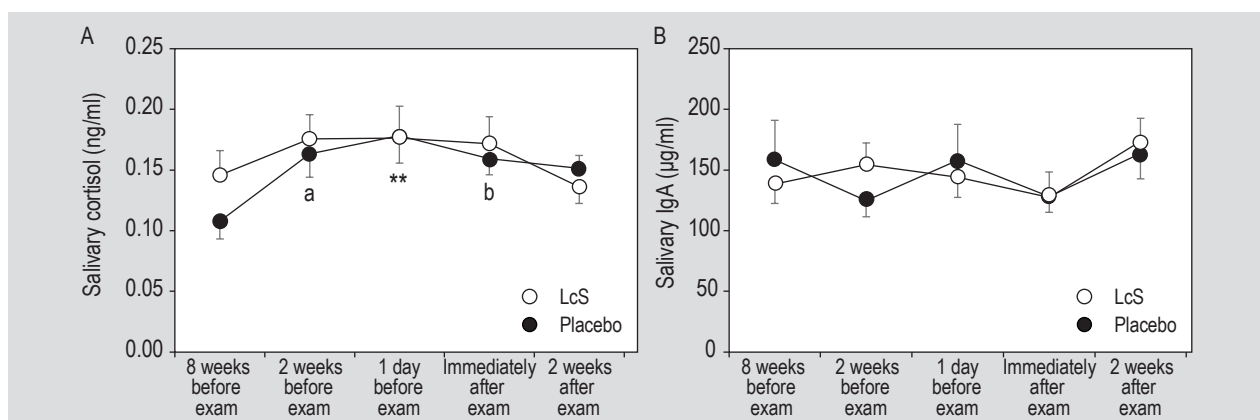 A
0.25
0.20
0.15
0.10
0.05
0.00
Salivary cortisol (ng/ml)
a
**
b
LcS
Placebo
8 weeks
before
exam
2 weeks
before
exam
1 day
before
exam
Immediately
after
exam
2 weeks
after
exam
B
250
200
150
100
50
0
Salivary IgA (µg/ml)
LcS
Placebo
8 weeks
before
exam
2 weeks
before
exam
1 day
before
exam
Immediately
after
exam
2 weeks
after
exam